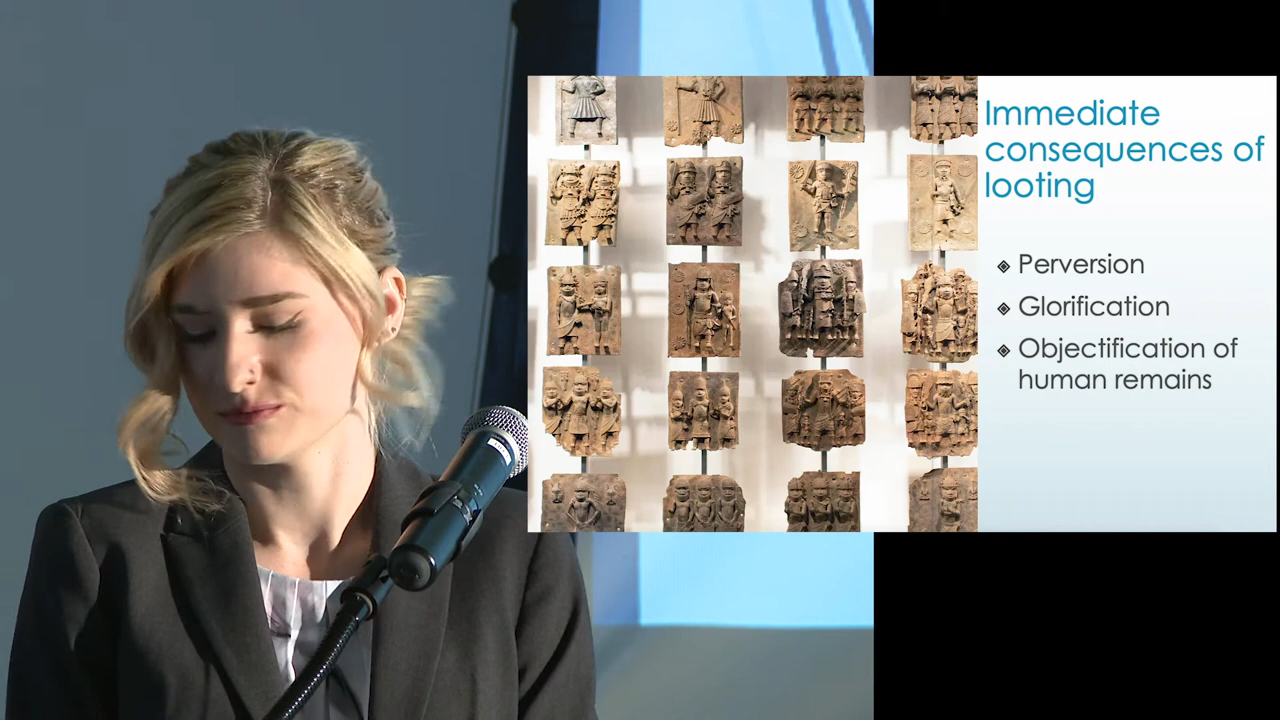 Immediate
consequences of
looting
Perversion
Glorification
Objectification of
human remains